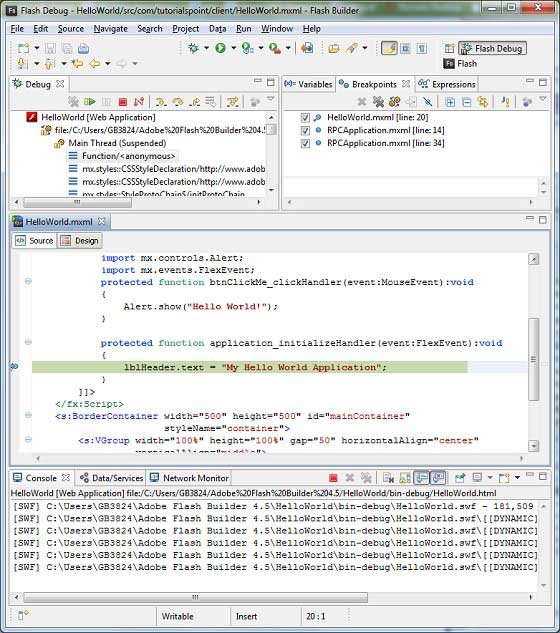 Flash Debug - HelloWorld/src/com/tutorialspoint/client/HelloWorld.mxml - Flash Builder
File Edit Source Navigate Search Project Data Run Window Help
Flash Debug
Flash
Debug
Variables Breakpoints Expressions
HelloWorld [Web Application]
file:/C:/Users/GB3824/Adobe%20Flash%20Builder%204.5
Main Thread (Suspended)
Function/<anonymous>
mx.styles::CSSStyleDeclaration/http://www.adob
mx.styles::CSSStyleDeclaration/http://www.adob
mx.styles::StyleProtoChain$/initProtoChain
HelloWorld.mxml [line: 20]
RPCApplication.mxml [line: 14]
RPCApplication.mxml [line: 34]
HelloWorld.mxml
Source Design
import mx.controls.Alert;
import mx.events.FlexEvent;
protected function btnClickMe_clickHandler(event:MouseEvent):void
{
Alert.show("Hello World!");
}
protected function application_initializeHandler(event:FlexEvent):void
{
lblHeader.text = "My Hello World Application";
}
]]>
</fx:Script>
<s:BorderContainer width="500" height="500" id="mainContainer"
styleName="container">
<s:VGroup width="100%" height="100%" gap="50" horizontalAlign="center"
verticalAlign="middle">
Console Data/Services Network Monitor
HelloWorld [Web Application] file:/C:/Users/GB3824/Adobe%20Flash%20Builder%204.5/HelloWorld/bin-debug/HelloWorld.html
[SWF] C:\Users\GB3824\Adobe Flash Builder 4.5\HelloWorld\bin-debug\HelloWorld.swf - 181,509
[SWF] C:\Users\GB3824\Adobe Flash Builder 4.5\HelloWorld\bin-debug\HelloWorld.swf\[[DYNAMIC]
[SWF] C:\Users\GB3824\Adobe Flash Builder 4.5\HelloWorld\bin-debug\HelloWorld.swf\[[DYNAMIC]
[SWF] C:\Users\GB3824\Adobe Flash Builder 4.5\HelloWorld\bin-debug\HelloWorld.swf\[[DYNAMIC]
[SWF] C:\Users\GB3824\Adobe Flash Builder 4.5\HelloWorld\bin-debug\HelloWorld.swf\[[DYNAMIC]
[SWF] C:\Users\GB3824\Adobe Flash Builder 4.5\HelloWorld\bin-debug\HelloWorld.swf\[[DYNAMIC]
Writable Insert 20 : 1